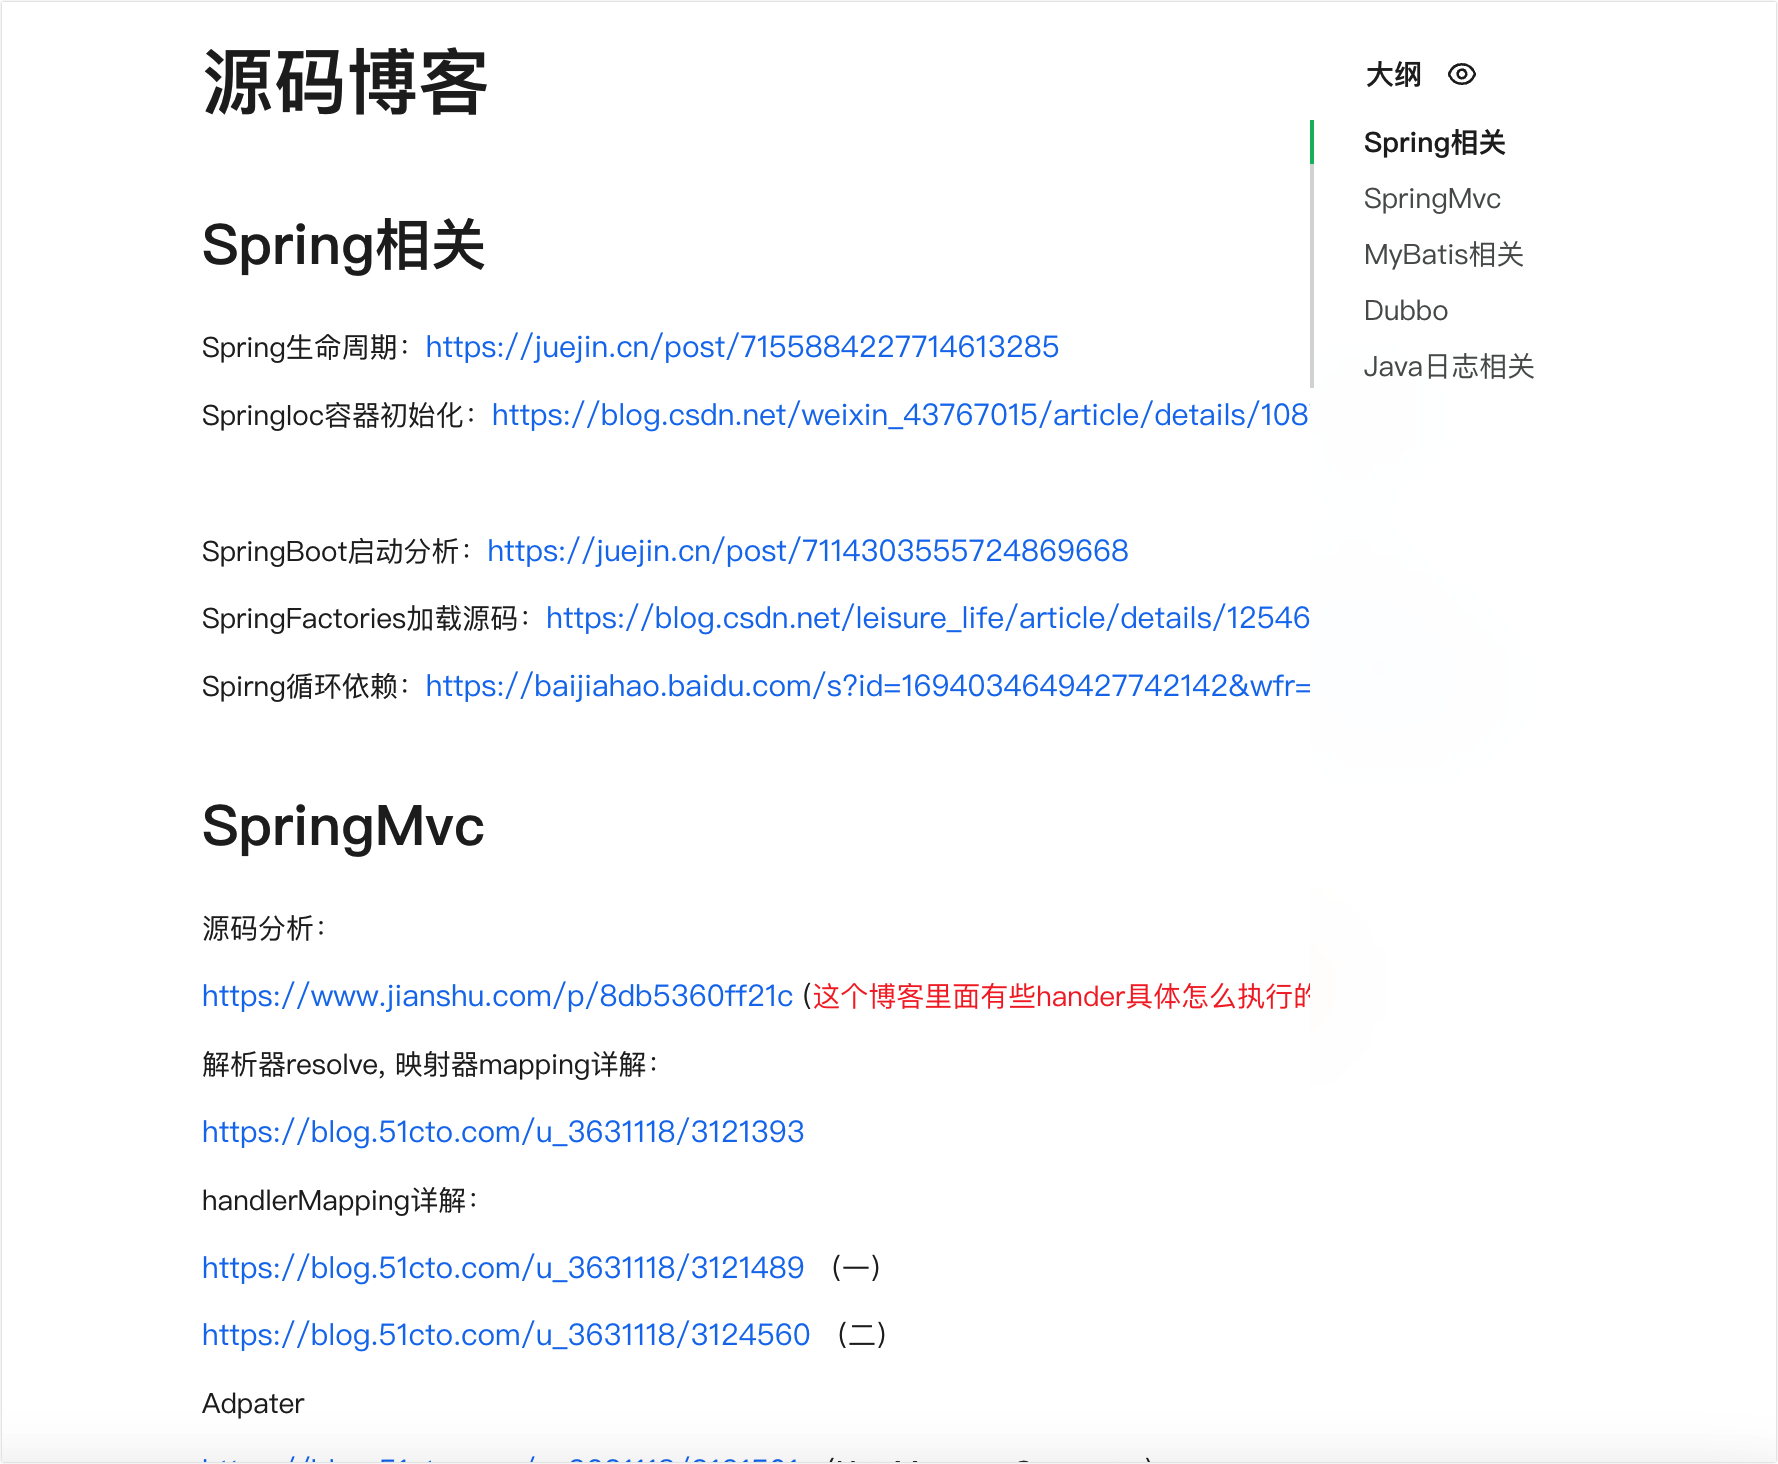 源码博客
Spring相关
Spring生命周期：https://juejin.cn/post/7155884227714613285
SpringIoc容器初始化：https://blog.csdn.net/weixin_43767015/article/details/108
SpringBoot启动分析：https://juejin.cn/post/7114303555724869668
SpringFactories加载源码：https://blog.csdn.net/leisure_life/article/details/12546
Spirng循环依赖：https://baijiahao.baidu.com/s?id=1694034649427742142&wfr=
SpringMvc
源码分析：
https://www.jianshu.com/p/8db5360ff21c (这个博客里面有些hander具体怎么执行的
解析器resolve, 映射器mapping详解：
https://blog.51cto.com/u_3631118/3121393
handlerMapping详解：
https://blog.51cto.com/u_3631118/3121489 (一)
https://blog.51cto.com/u_3631118/3124560 (二)
Adpater
大纲
Spring相关
SpringMvc
MyBatis相关
Dubbo
Java日志相关